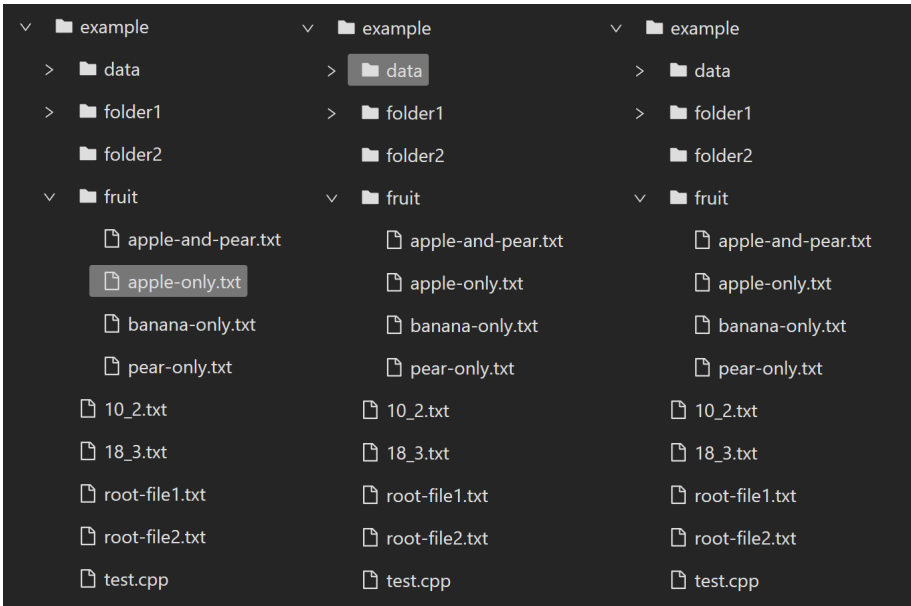 example
data
folder1
folder2
fruit
apple-and-pear.txt
apple-only.txt
banana-only.txt
pear-only.txt
10_2.txt
18_3.txt
root-file1.txt
root-file2.txt
test.cpp
example
data
folder1
folder2
fruit
apple-and-pear.txt
apple-only.txt
banana-only.txt
pear-only.txt
10_2.txt
18_3.txt
root-file1.txt
root-file2.txt
test.cpp
example
data
folder1
folder2
fruit
apple-and-pear.txt
apple-only.txt
banana-only.txt
pear-only.txt
10_2.txt
18_3.txt
root-file1.txt
root-file2.txt
test.cpp